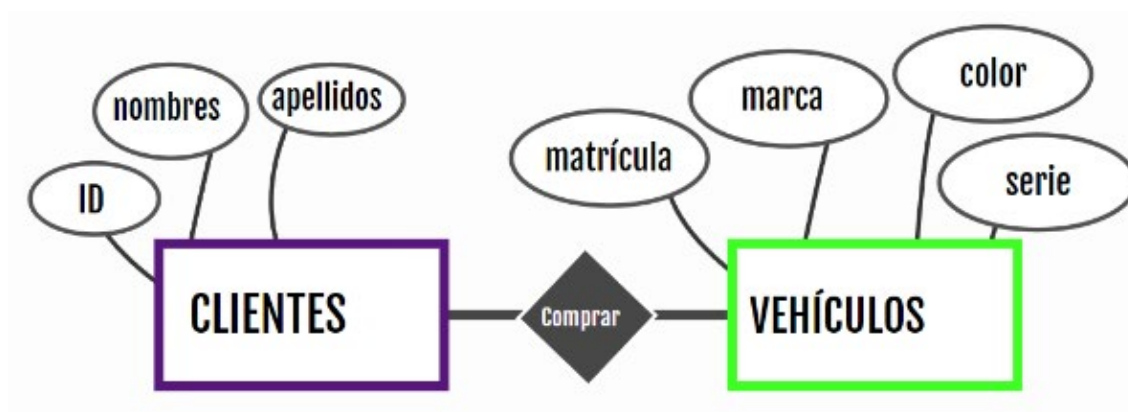 ID
nombres
apellidos
matrícula
marca
color
serie
CLIENTES
Comprar
VEHÍCULOS